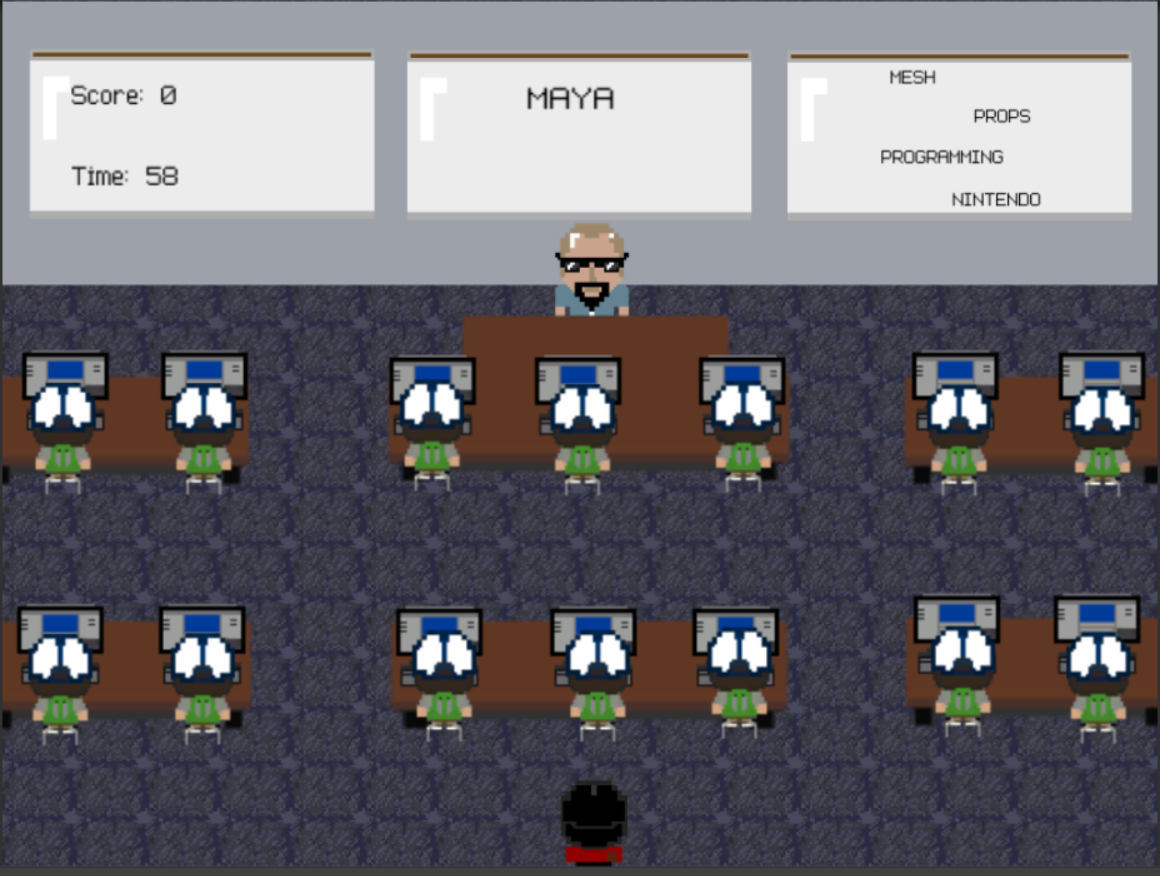 Score: 0
Time: 58
MAYA
MESH
PROPS
PROGRAMMING
NINTENDO